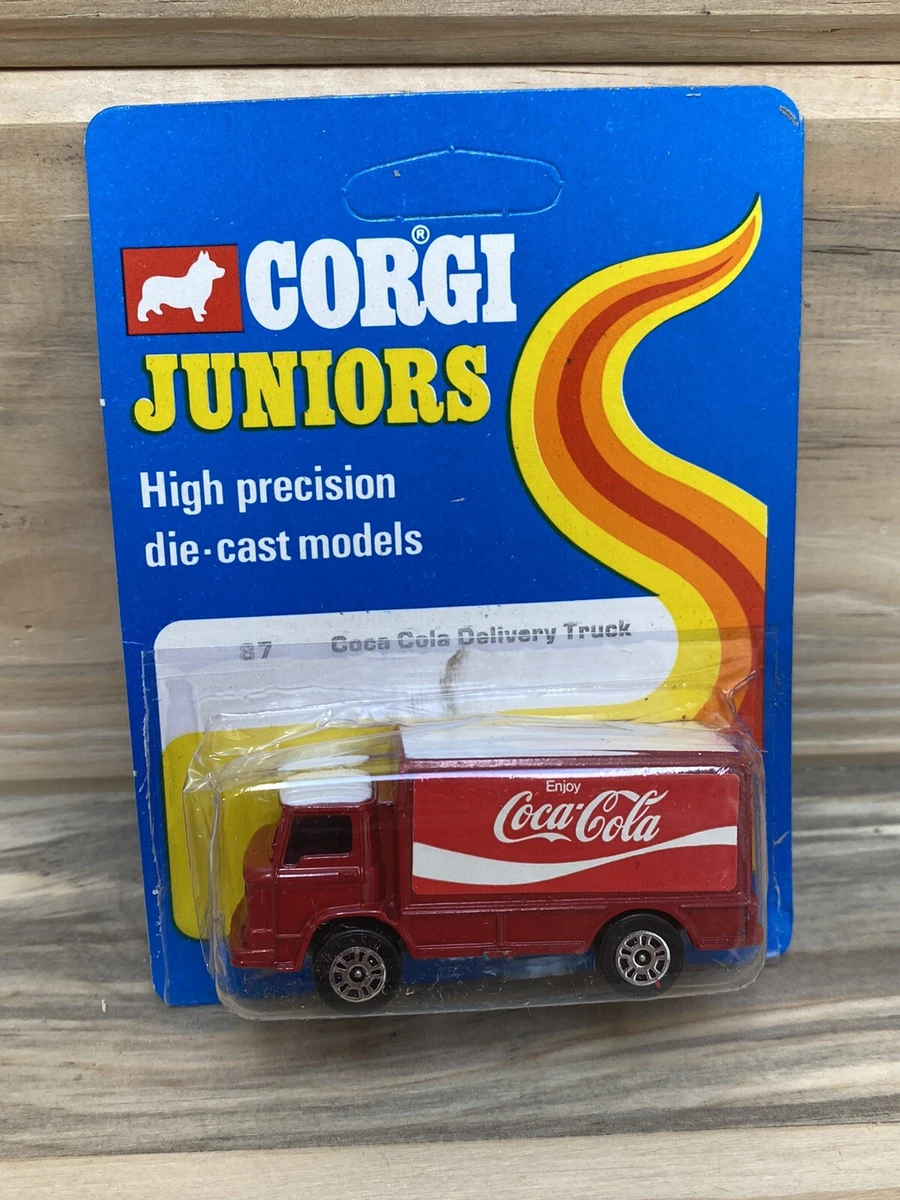 CORGI®
JUNIORS
High precision
die-cast models
87 Coca Cola Delivery Truck
Enjoy
Coca-Cola